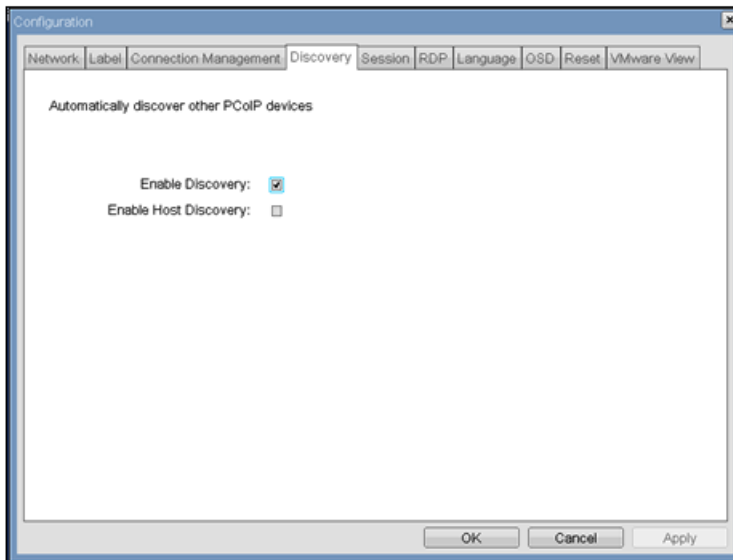 Configuration
Network Label Connection Management Discovery Session RDP Language OSD Reset VMware View
Automatically discover other PCoIP devices
Enable Discovery:
Enable Host Discovery:
OK Cancel Apply